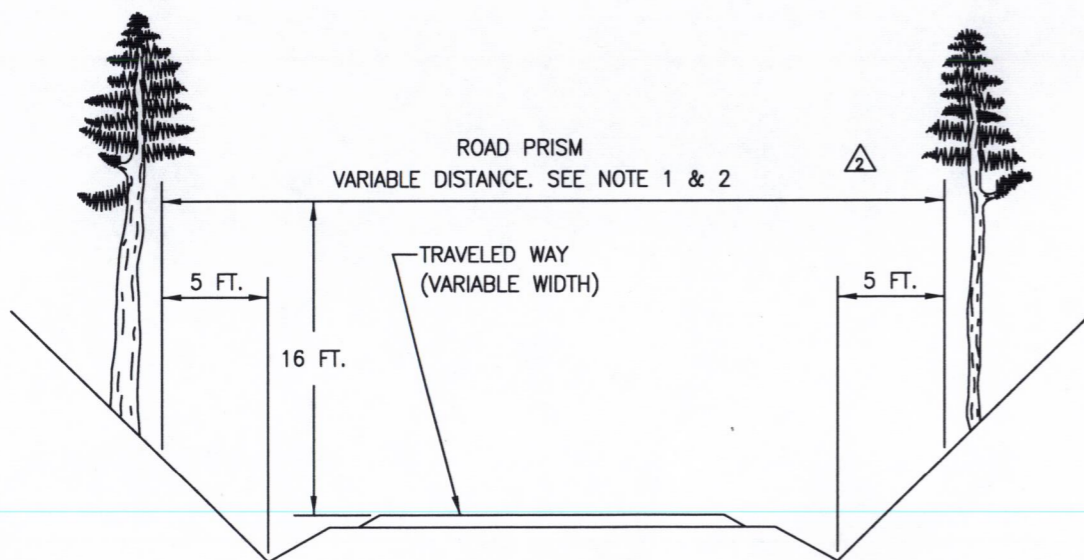 ROAD PRISM
VARIABLE DISTANCE. SEE NOTE 1 & 2
2
TRAVELED WAY
(VARIABLE WIDTH)
5 FT.
5 FT.
16 FT.